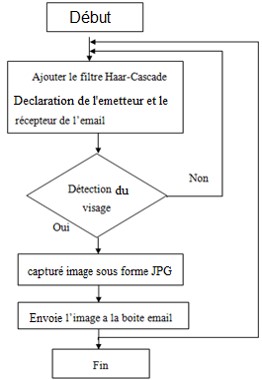 Début
Ajouter le filtre Haar-Cascade
Declaration de l'emetteur et le
récepteur de l'email
Détection du
visage
Non
Oui
capturé image sous forme JPG
Envoie l'image a la boite email
Fin